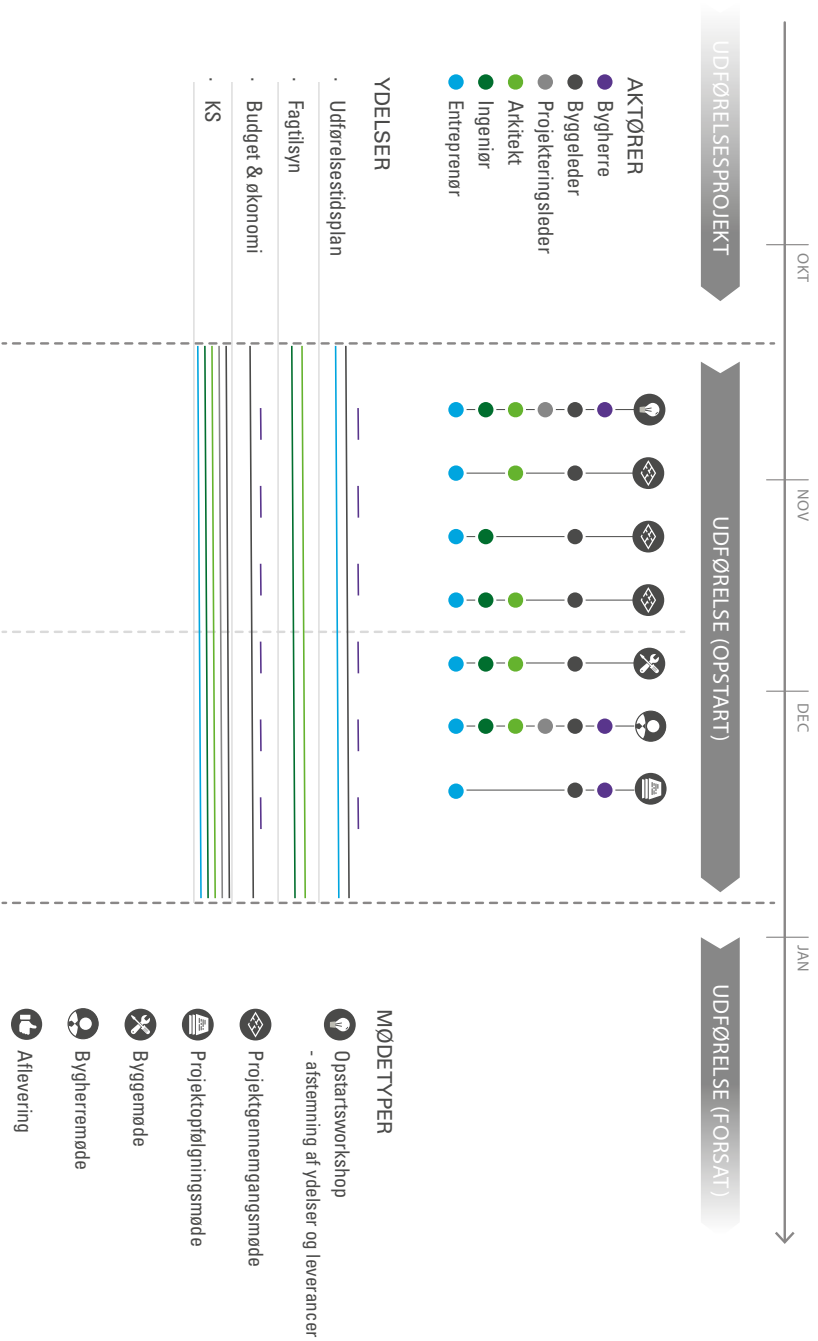 OKT
NOV
DEC
JAN
UDFØRELSESPROJEKT
UDFØRELSE (OPSTART)
UDFØRELSE (FORSAT)
AKTØRER
Bygherre
Byggeleder
Projekteringsleder
Arkitekt
Ingeniør
Entreprenør
YDELSER
· Udførelsestidsplan
· Fagtilsyn
· Budget & økonomi
· KS
MØDETYPER
Opstartsworkshop
- afstemning af ydelser og leverancer
Projektgennemgangsmøde
Projektopfølgningsmøde
Byggemøde
Bygherremøde
Aflevering